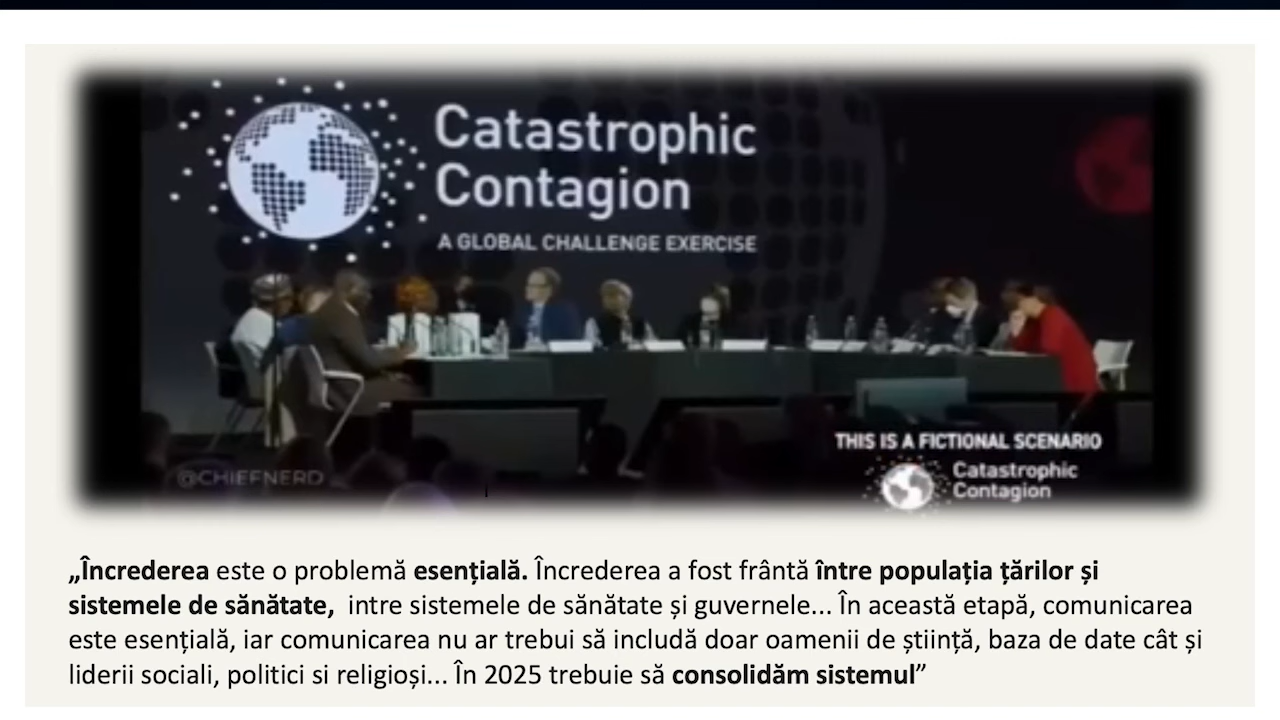 Catastrophic
Contagion
A GLOBAL CHALLENGE EXERCISE
THIS IS A FICTIONAL SCENARIO
Catastrophic
Contagion
@CHIEFNERD
„Încrederea este o problemă esențială. Încrederea a fost frântă între populația țărilor și
sistemele de sănătate, intre sistemele de sănătate și guvernele... În această etapă, comunicarea
este esențială, iar comunicarea nu ar trebui să includă doar oamenii de știință, baza de date cât și
liderii sociali, politici si religioși... În 2025 trebuie să consolidăm sistemul”